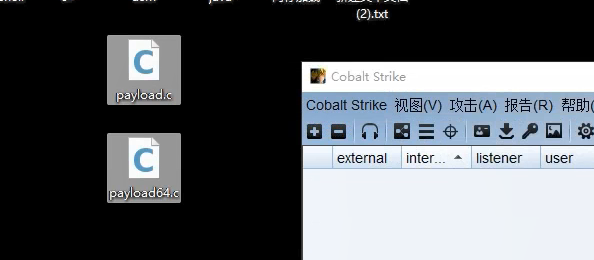 (2).txt
payload.c
payload64.c
Cobalt Strike
Cobalt Strike 视图(V) 攻击(A) 报告(R) 帮助(
external inter... listener user